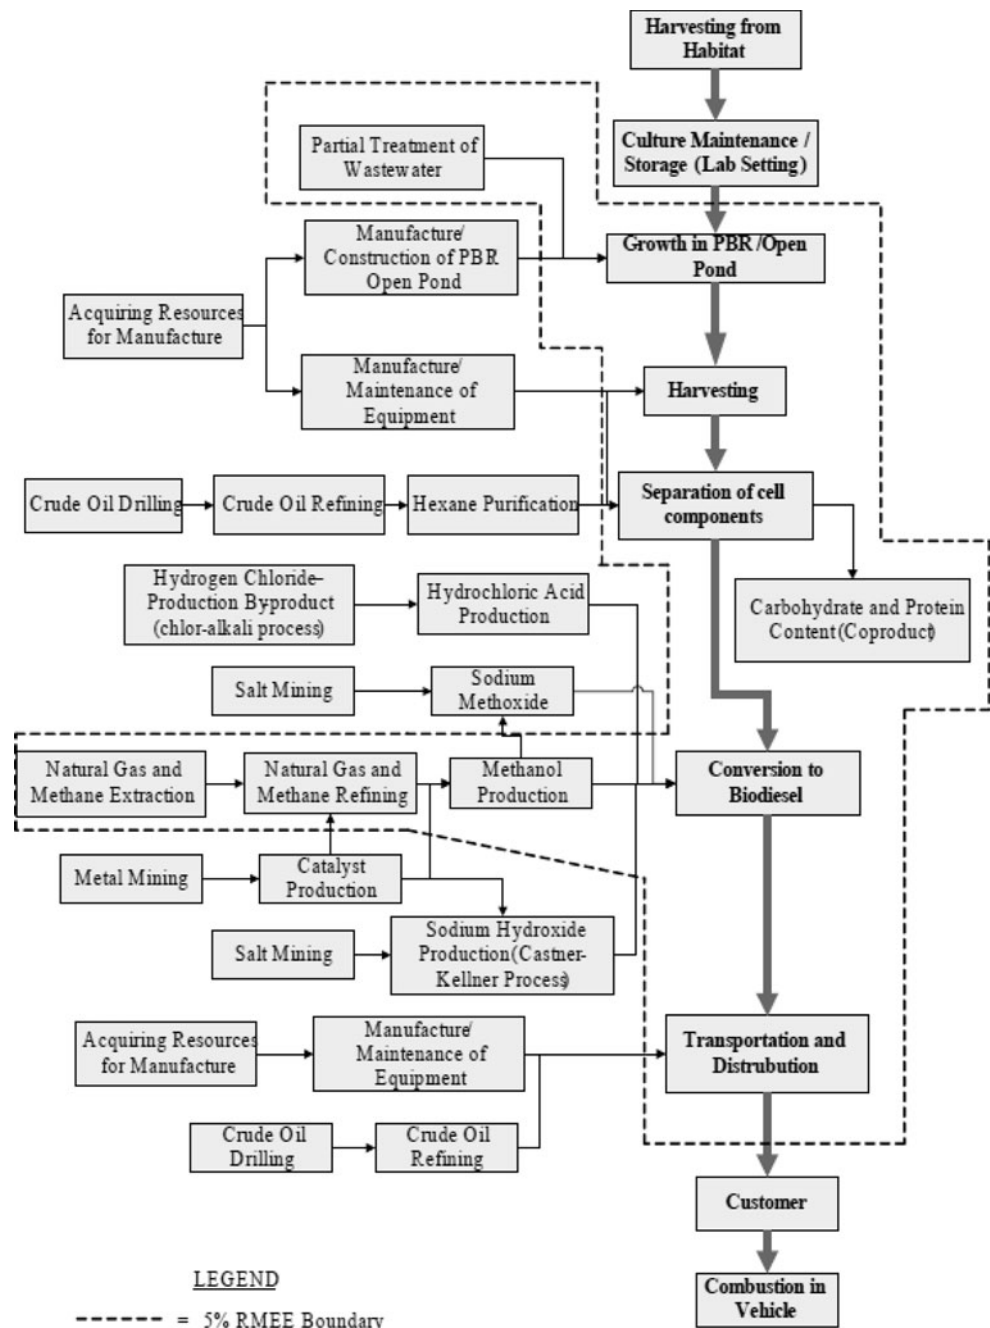 Harvesting from
Habitat
Culture Maintenance /
Storage (Lab Setting)
Partial Treatment of
Wastewater
Manufacture/
Construction of PBR
Open Pond
Growth in PBR /Open
Pond
Acquiring Resources
for Manufacture
Manufacture/
Maintenance of
Equipment
Harvesting
Crude Oil Drilling
Crude Oil Refining
Hexane Purification
Separation of cell
components
Hydrogen Chloride–
Production Byproduct
(chlor-alkali process)
Hydrochloric Acid
Production
Carbohydrate and Protein
Content (Coproduct)
Salt Mining
Sodium
Methoxide
Natural Gas and
Methane Extraction
Natural Gas and
Methane Refining
Methanol
Production
Conversion to
Biodiesel
Metal Mining
Catalyst
Production
Salt Mining
Sodium Hydroxide
Production (Castner-
Kellner Process)
Acquiring Resources
for Manufacture
Manufacture/
Maintenance of
Equipment
Transportation and
Distrubution
Crude Oil
Drilling
Crude Oil
Refining
Customer
Combustion in
Vehicle
LEGEND
= 5% RMEE Boundary